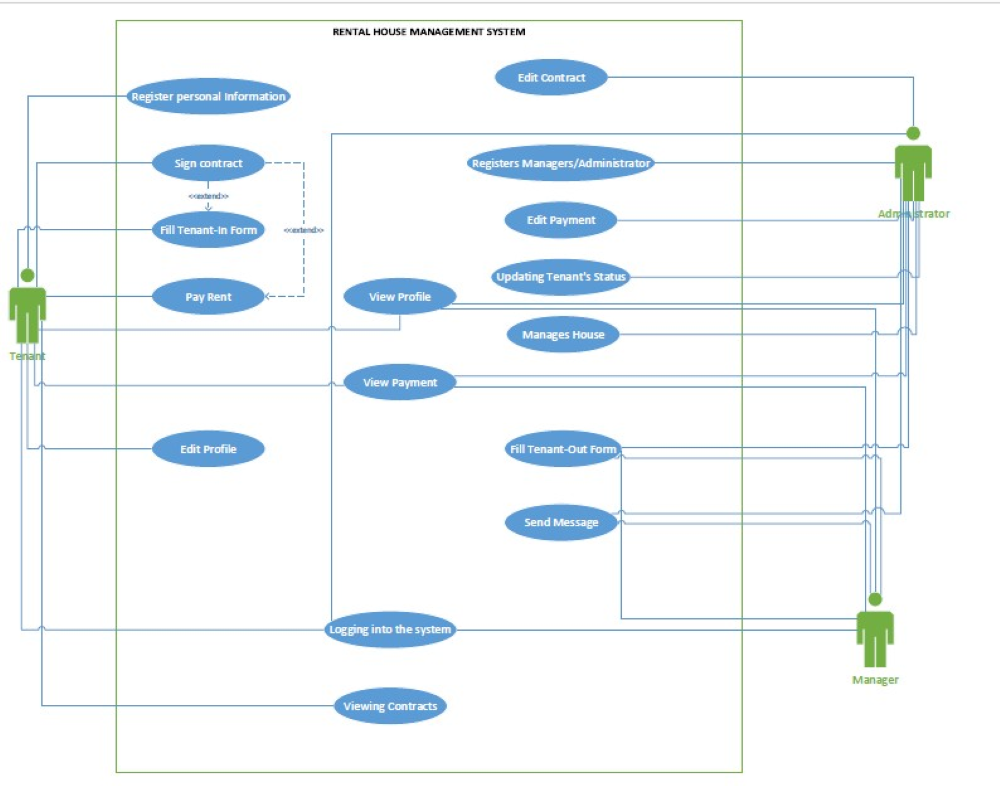 RENTAL HOUSE MANAGEMENT SYSTEM
Edit Contract
Register personal Information
Sign contract
Registers Managers/Administrator
<<extend>>
Administrator
Edit Payment
Fill Tenant-In Form
<<extend>>
Updating Tenant's Status
Pay Rent
View Profile
Manages House
Tenant
View Payment
Edit Profile
Fill Tenant-Out Form
Send Message
Logging into the system
Manager
Viewing Contracts